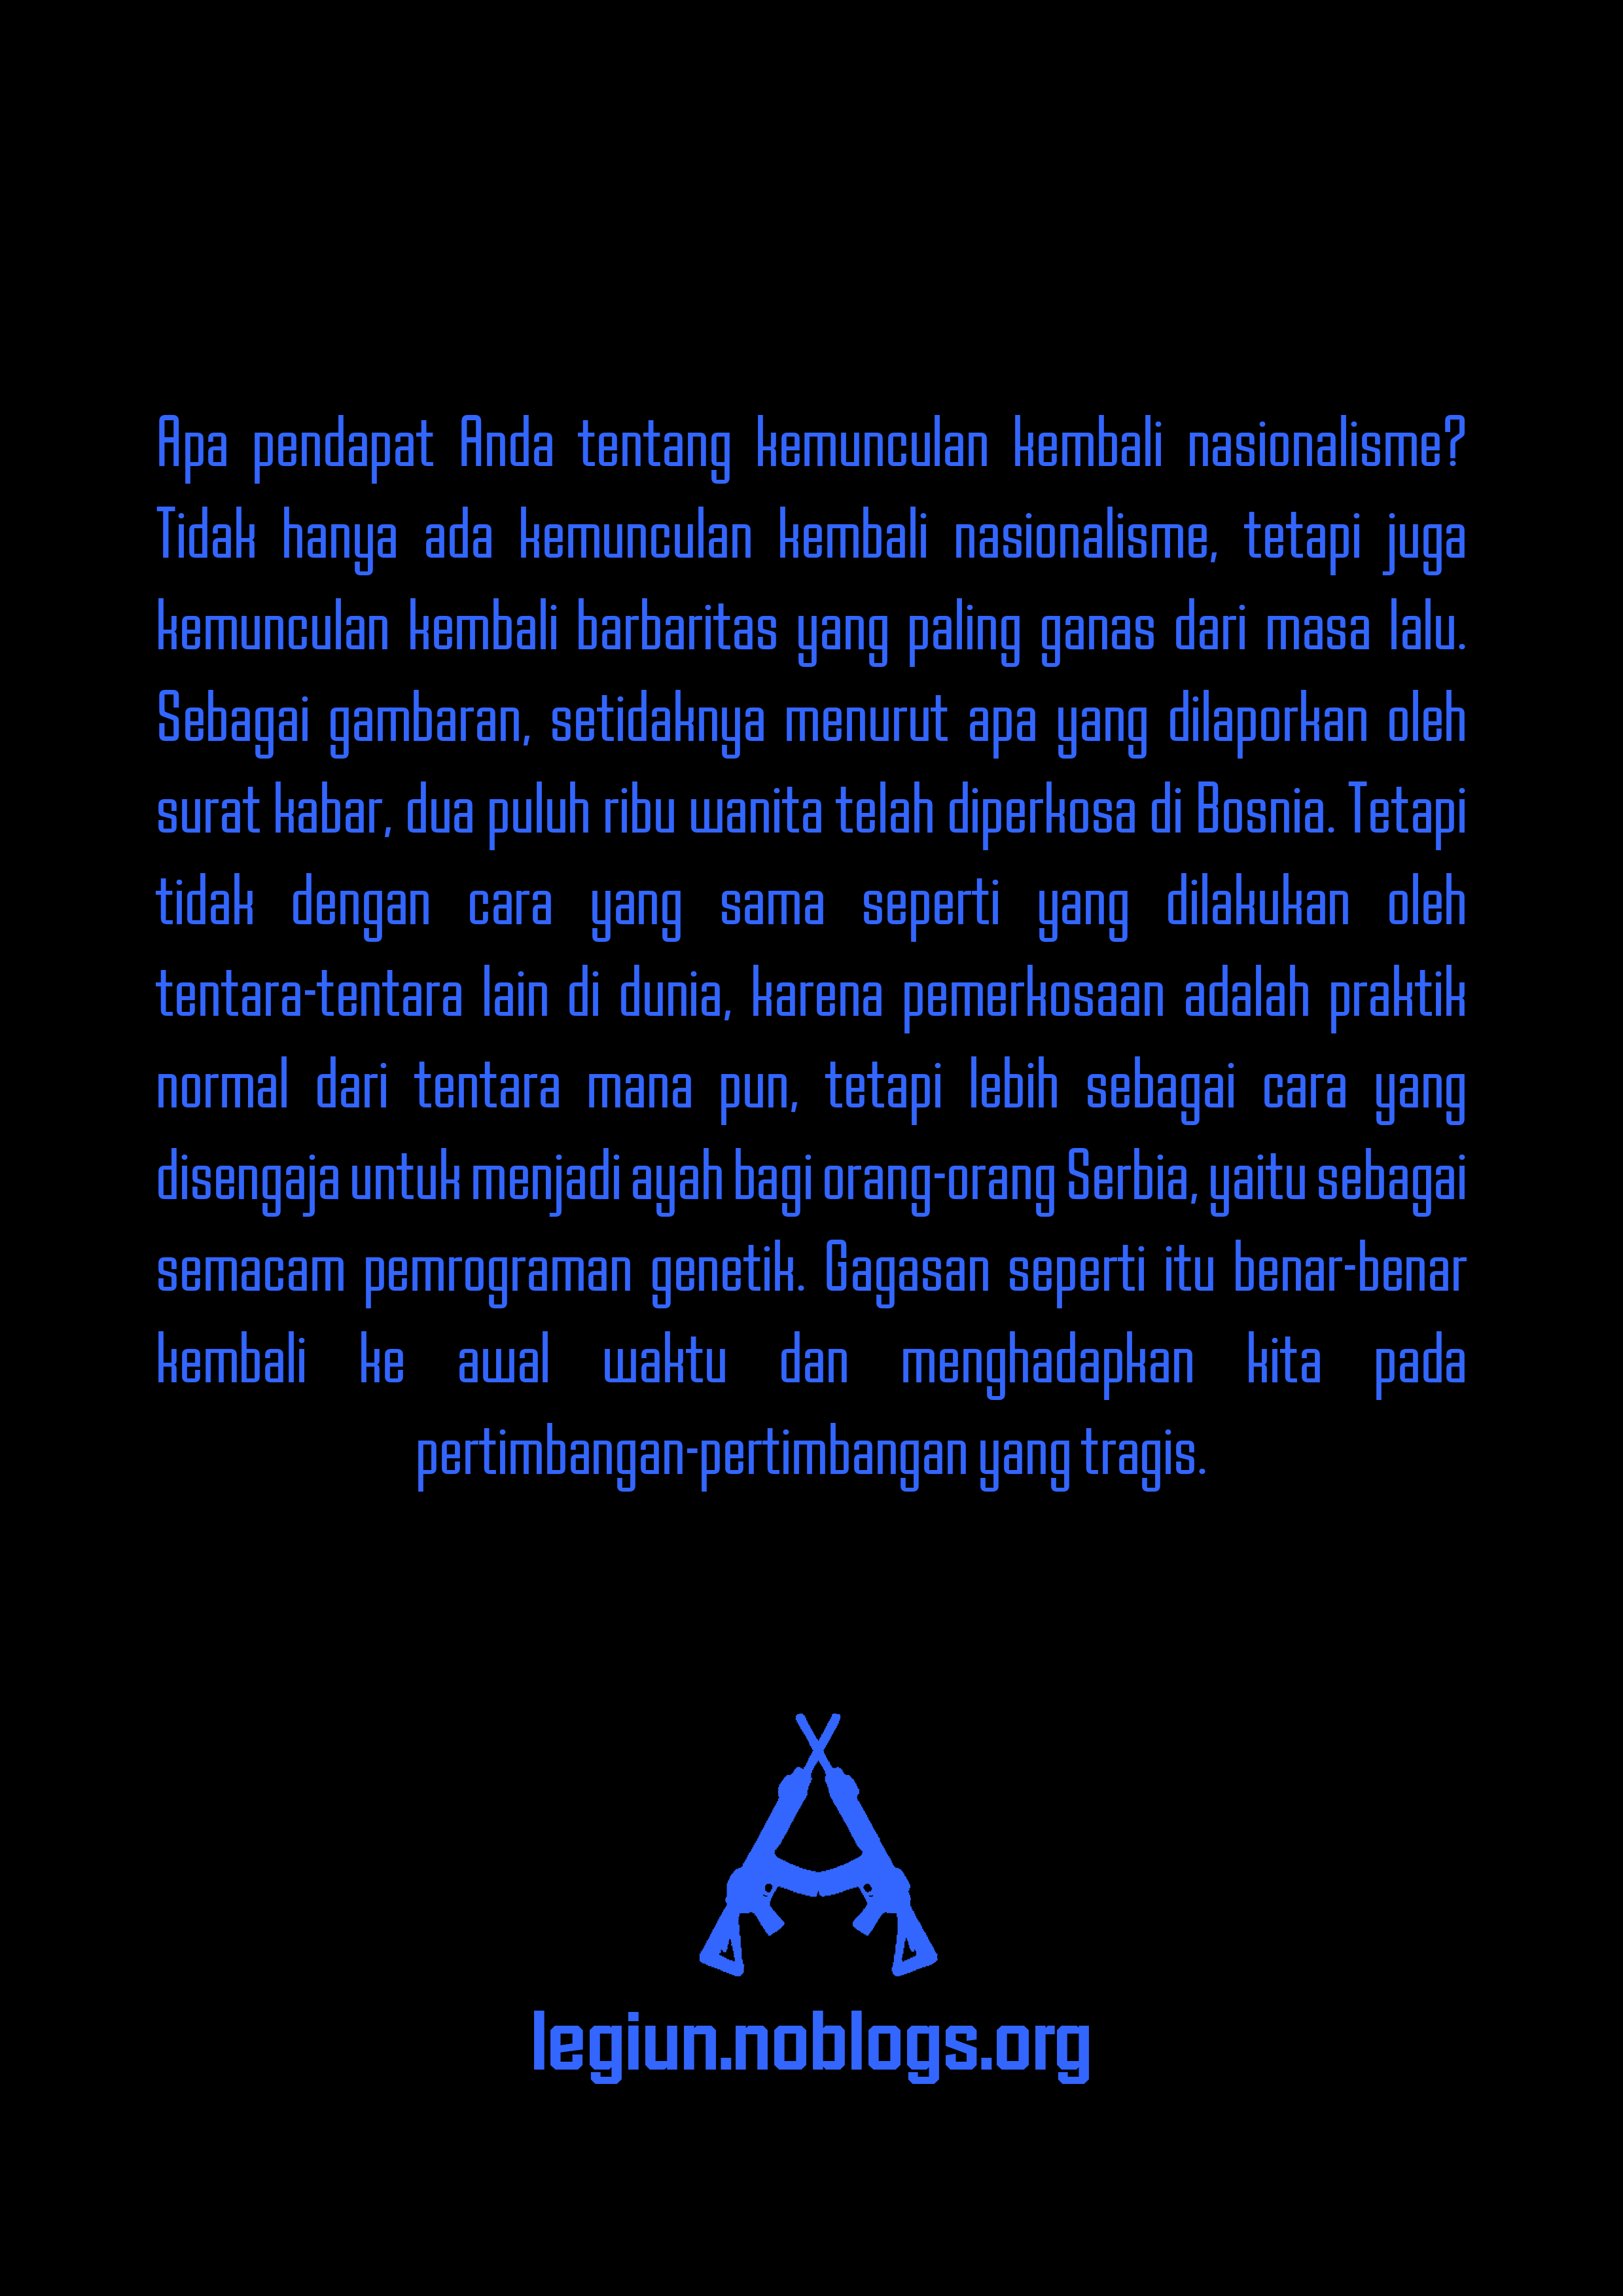 Apa pendapat Anda tentang kemunculan kembali nasionalisme?
Tidak hanya ada kemunculan kembali nasionalisme, tetapi juga
kemunculan kembali barbaritas yang paling ganas dari masa lalu.
Sebagai gambaran, setidaknya menurut apa yang dilaporkan oleh
surat kabar, dua puluh ribu wanita telah diperkosa di Bosnia. Tetapi
tidak dengan cara yang sama seperti yang dilakukan oleh
tentara-tentara lain di dunia, karena pemerkosaan adalah praktik
normal dari tentara mana pun, tetapi lebih sebagai cara yang
disengaja untuk menjadi ayah bagi orang-orang Serbia, yaitu sebagai
semacam pemrograman genetik. Gagasan seperti itu benar-benar
kembali ke awal waktu dan menghadapkan kita pada
pertimbangan-pertimbangan yang tragis.
legiun.noblogs.org